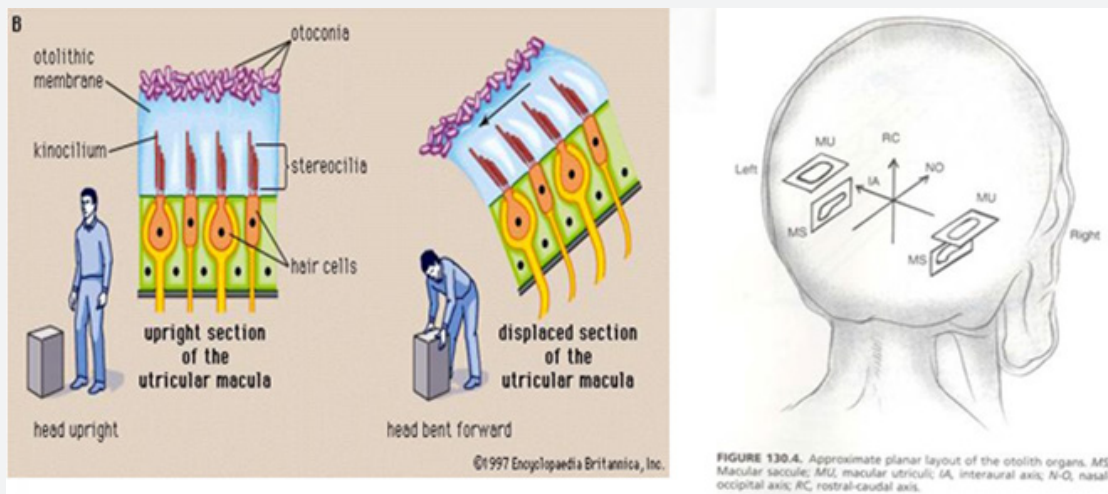 B
otoconia
otolithic
membrane
kinocilium
stereocilia
hair cells
upright section
of the
utricular macula
displaced section
of the
utricular macula
head upright
head bent forward
©1997 Encyclopaedia Britannica, Inc.
RC
MU
NO
Left
IA
MU
MS
MS
Right
FIGURE 130.4. Approximate planar layout of the otolith organs. MS
Macular saccule; MU, macular utriculi; IA, interaural axis; N-O, nasal
occipital axis; RC, rostral-caudal axis.